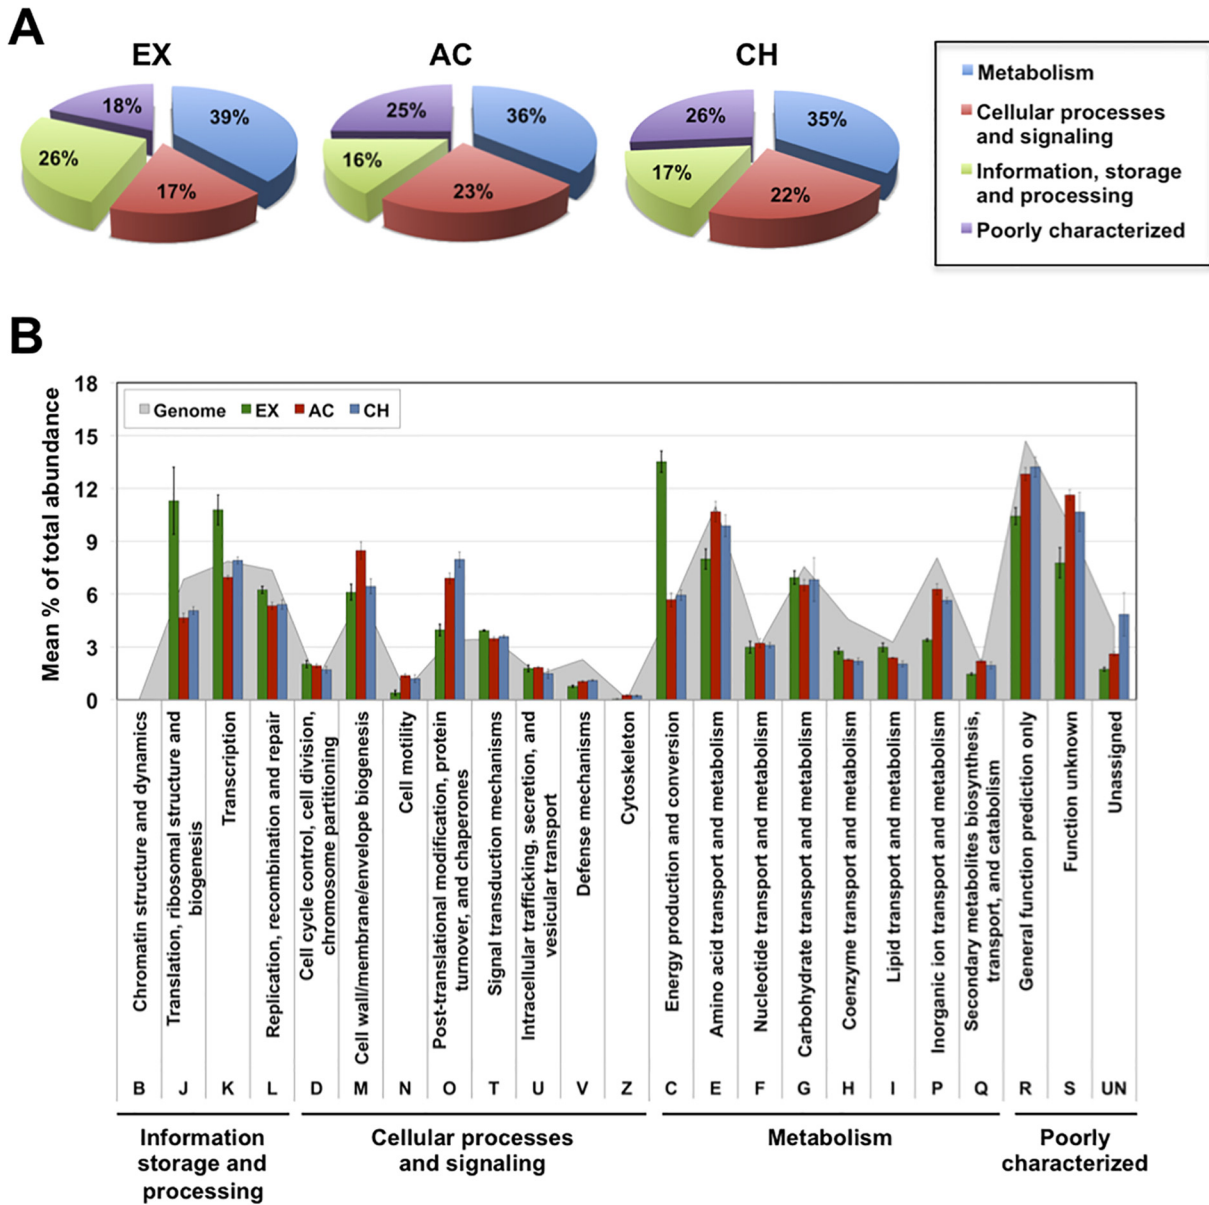 A
EX
AC
CH
39%
17%
26%
18%
36%
23%
16%
25%
35%
22%
17%
26%
Metabolism
Cellular processes
and signaling
Information, storage
and processing
Poorly characterized
B
Mean % of total abundance
18
15
12
9
6
3
0
Genome EX AC CH
Chromatin structure and dynamics
Translation, ribosomal structure and
biogenesis
Transcription
Replication, recombination and repair
Cell cycle control, cell division,
chromosome partitioning
Cell wall/membrane/envelope biogenesis
Cell motility
Post-translational modification, protein
turnover, and chaperones
Signal transduction mechanisms
Intracellular trafficking, secretion, and
vesicular transport
Defense mechanisms
Cytoskeleton
Energy production and conversion
Amino acid transport and metabolism
Nucleotide transport and metabolism
Carbohydrate transport and metabolism
Coenzyme transport and metabolism
Lipid transport and metabolism
Inorganic ion transport and metabolism
Secondary metabolites biosynthesis,
transport, and catabolism
General function prediction only
Function unknown
Unassigned
B J K L D M N O T U V Z C E F G H I P Q R S UN
Information
storage and
processing
Cellular processes
and signaling
Metabolism
Poorly
characterized